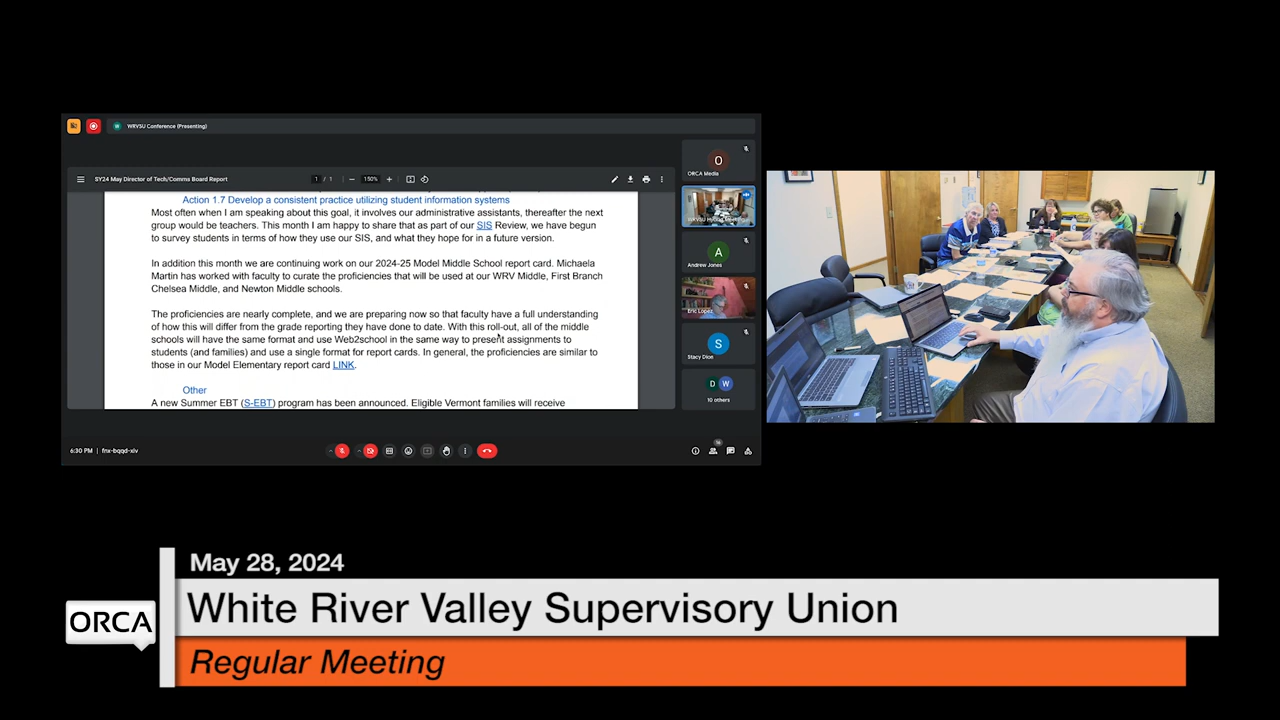 WRVSU Conference (Presenting)
SY24 May Director of Tech/Comms Board Report
1 / 1
150%
Action 1.7 Develop a consistent practice utilizing student information systems
Most often when I am speaking about this goal, it involves our administrative assistants, thereafter the next
group would be teachers. This month I am happy to share that as part of our SIS Review, we have begun
to survey students in terms of how they use our SIS, and what they hope for in a future version.
In addition this month we are continuing work on our 2024-25 Model Middle School report card. Michaela
Martin has worked with faculty to curate the proficiencies that will be used at our WRV Middle, First Branch
Chelsea Middle, and Newton Middle schools.
The proficiencies are nearly complete, and we are preparing now so that faculty have a full understanding
of how this will differ from the grade reporting they have done to date. With this roll-out, all of the middle
schools will have the same format and use Web2school in the same way to present assignments to
students (and families) and use a single format for report cards. In general, the proficiencies are similar to
those in our Model Elementary report card LINK.
Other
A new Summer EBT (S-EBT) program has been announced. Eligible Vermont families will receive
O
ORCA Media
A
Andrew Jones
Eric Lopez
S
Stacy Dion
D W
10 others
6:30 PM | fnx-bqqd-xiv
16
May 28, 2024
White River Valley Supervisory Union
ORCA
Regular Meeting